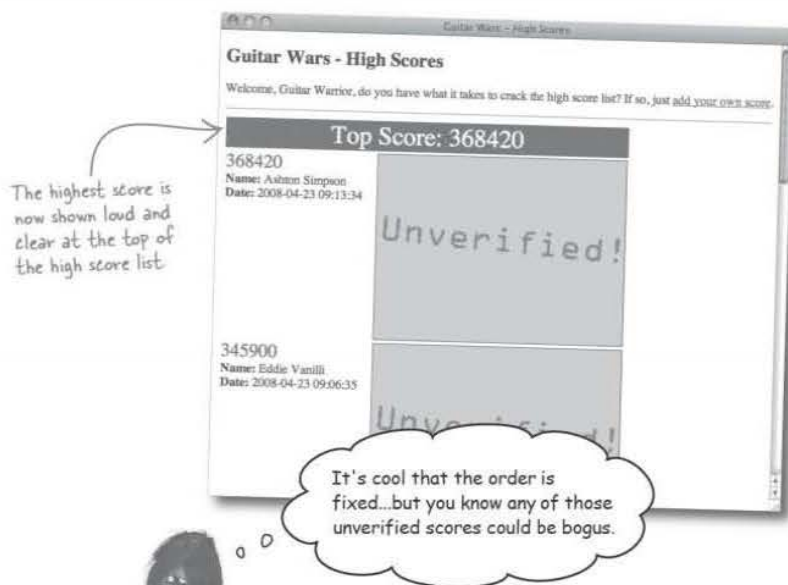 Guitar Wars - High Scores
Guitar Wars - High Scores
Welcome, Guitar Warrior, do you have what it takes to crack the high score list? If so, just add your own score.
Top Score: 368420
The highest score is
now shown loud and
clear at the top of
the high score list
368420
Name: Ashton Simpson
Date: 2008-04-23 09:13:34
Unverified!
345900
Name: Eddie Vanilli
Date: 2008-04-23 09:06:35
Unverified!
It's cool that the order is
fixed...but you know any of those
unverified scores could be bogus.